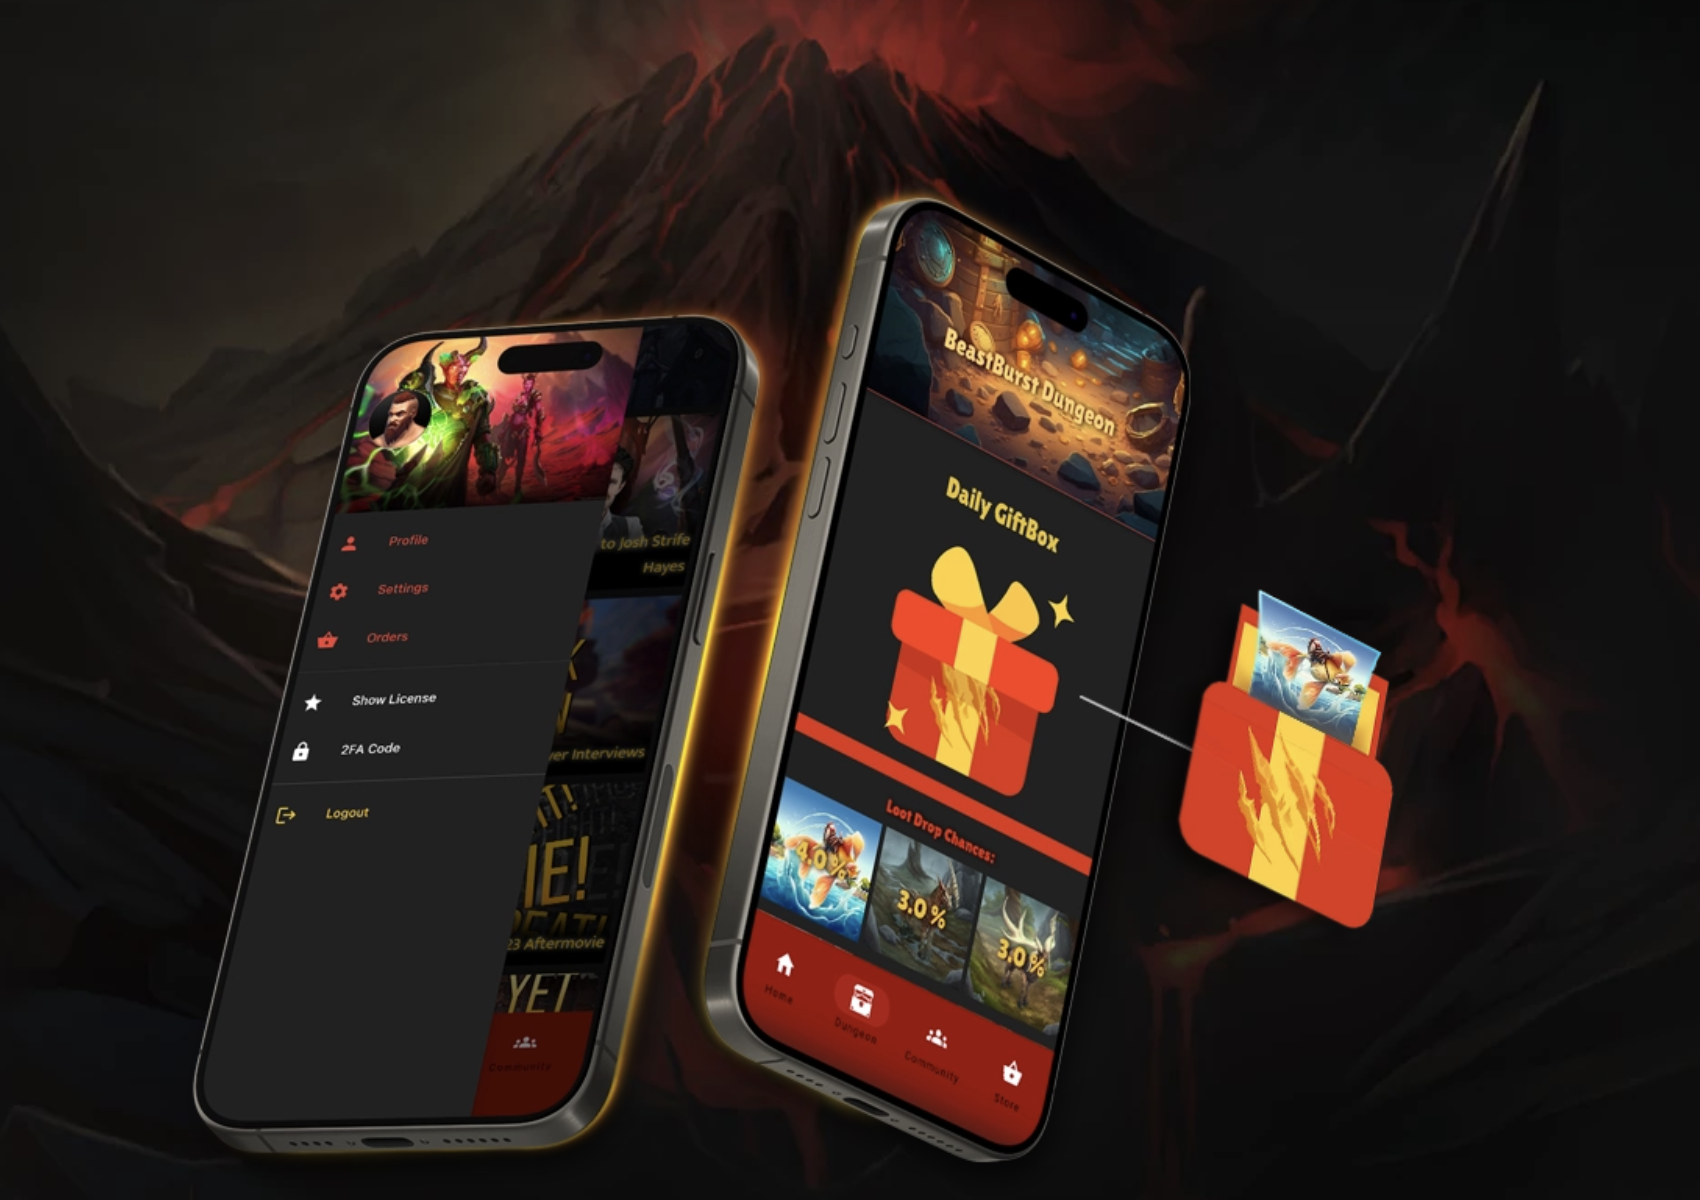 Profile
Settings
Orders
Show License
2FA Code
Logout
to Josh Strife
Hayes
Interviews
IE!
23 Aftermovie
YET
Community
BeastBurst Dungeon
Daily GiftBox
Loot Drop Chances:
4.0 %
3.0 %
3.0 %
Home
Dungeon
Community
Store